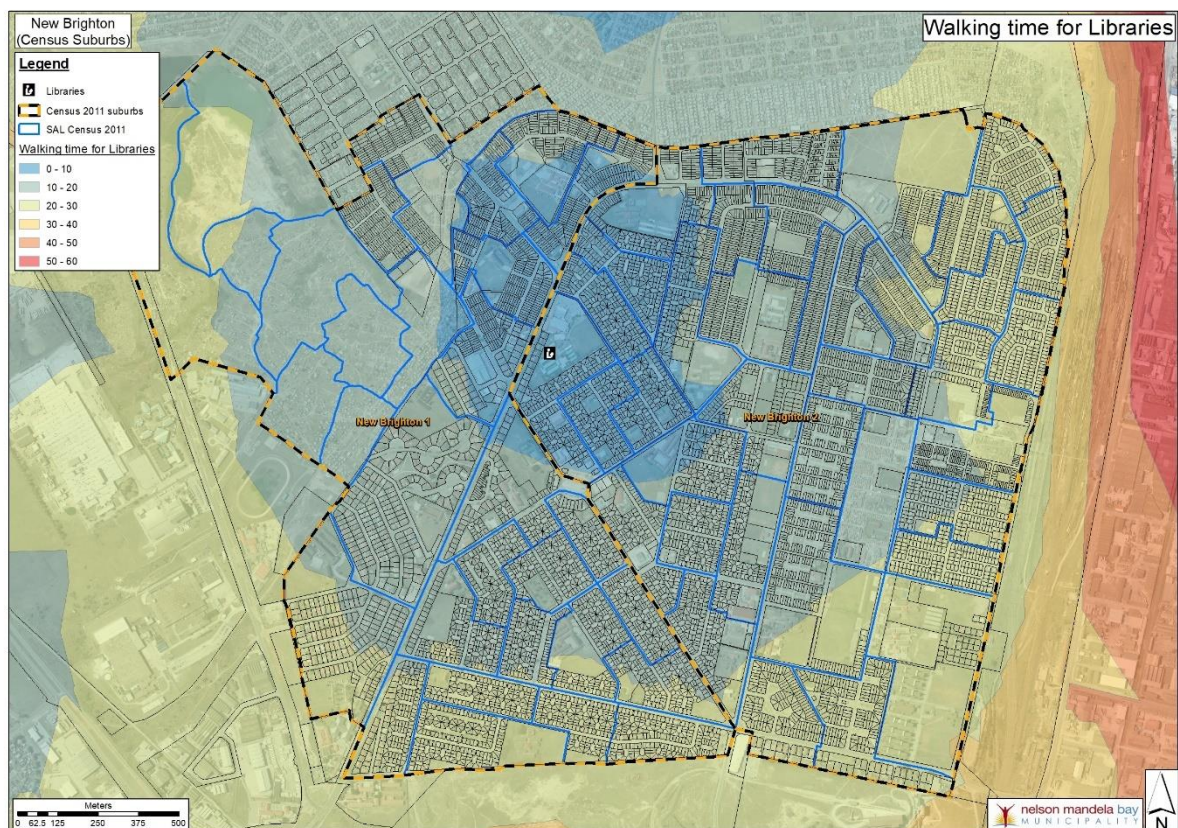 New Brighton
(Census Suburbs)
Walking time for Libraries
Legend
Libraries
Census 2011 suburbs
SAL Census 2011
Walking time for Libraries
0 - 10
10 - 20
20 - 30
30 - 40
40 - 50
50 - 60
New Brighton 1
New Brighton 2
Meters
0 62.5 125 250 375 500
nelson mandela bay
MUNICIPALITY
N